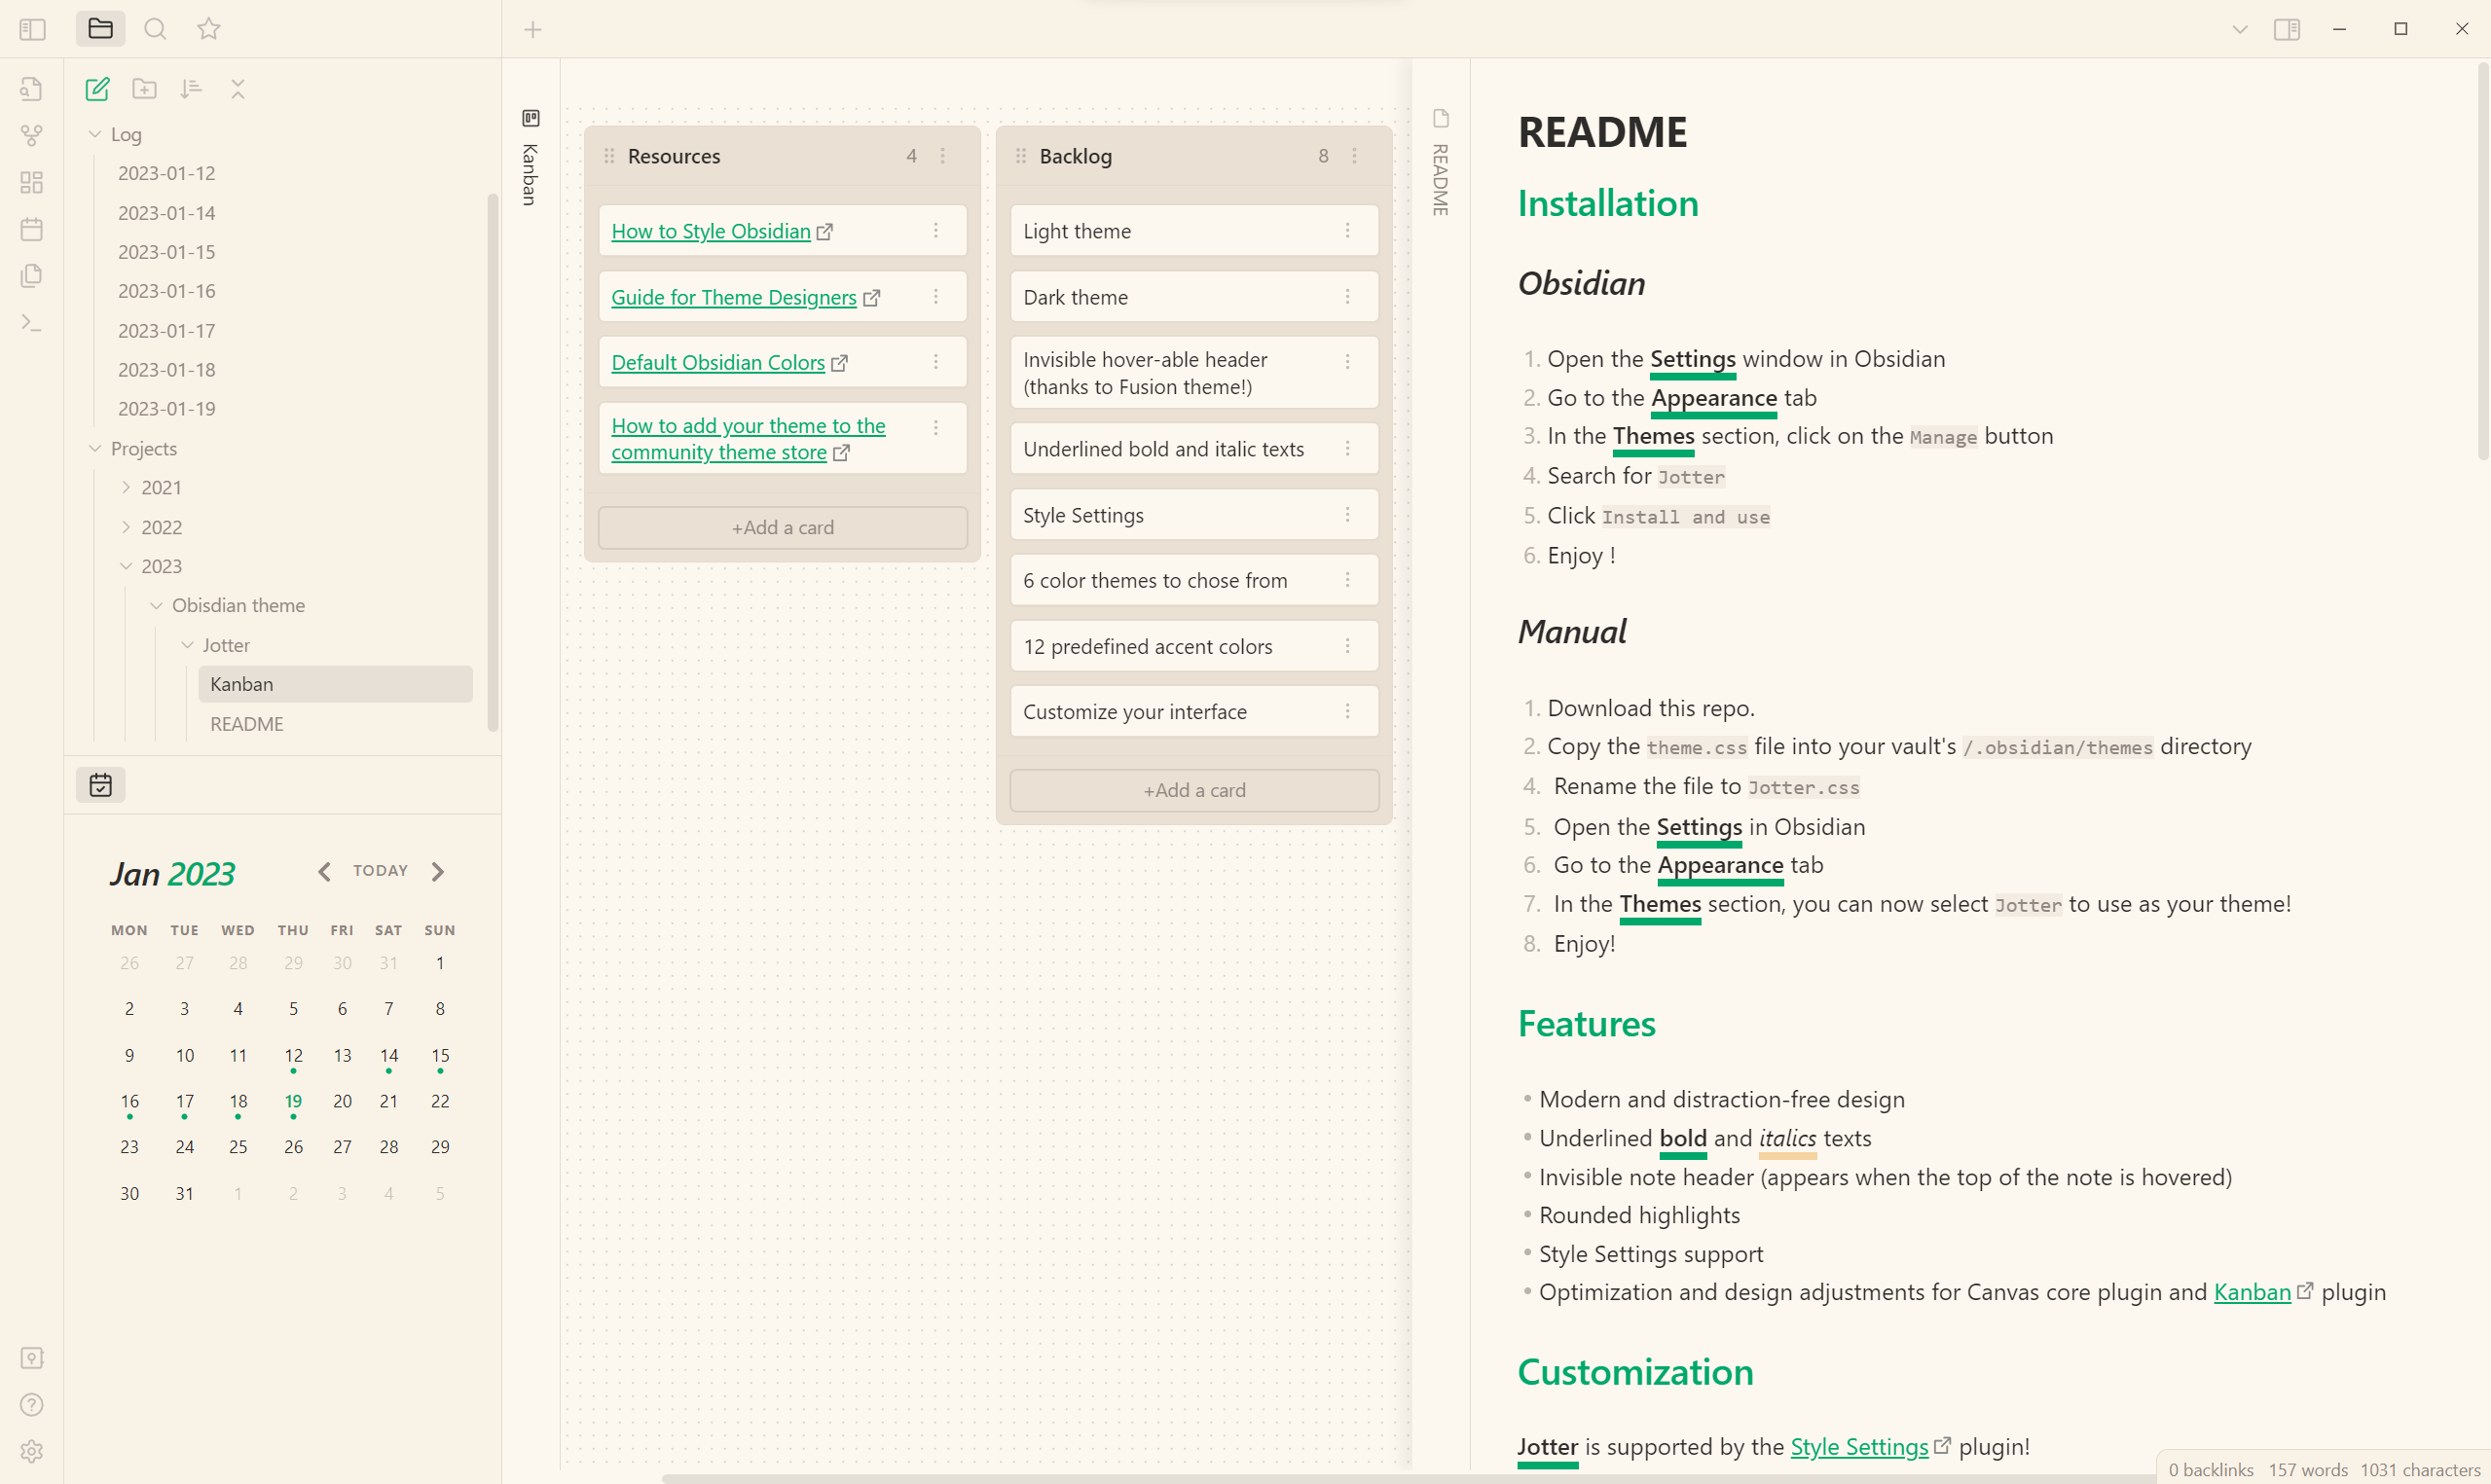 Log
2023-01-12
2023-01-14
2023-01-15
2023-01-16
2023-01-17
2023-01-18
2023-01-19
Projects
2021
2022
2023
Obisdian theme
Jotter
Kanban
README
Jan 2023
TODAY
MON TUE WED THU FRI SAT SUN
26 27 28 29 30 31 1
2 3 4 5 6 7 8
9 10 11 12 13 14 15
16 17 18 19 20 21 22
23 24 25 26 27 28 29
30 31 1 2 3 4 5
Kanban
Resources 4
How to Style Obsidian
Guide for Theme Designers
Default Obsidian Colors
How to add your theme to the
community theme store
+Add a card
Backlog 8
Light theme
Dark theme
Invisible hover-able header
(thanks to Fusion theme!)
Underlined bold and italic texts
Style Settings
6 color themes to chose from
12 predefined accent colors
Customize your interface
+Add a card
README
README
Installation
Obsidian
1. Open the Settings window in Obsidian
2. Go to the Appearance tab
3. In the Themes section, click on the Manage button
4. Search for Jotter
5. Click Install and use
6. Enjoy !
Manual
1. Download this repo.
2. Copy the theme.css file into your vault's /.obsidian/themes directory
4. Rename the file to Jotter.css
5. Open the Settings in Obsidian
6. Go to the Appearance tab
7. In the Themes section, you can now select Jotter to use as your theme!
8. Enjoy!
Features
• Modern and distraction-free design
• Underlined bold and italics texts
• Invisible note header (appears when the top of the note is hovered)
• Rounded highlights
• Style Settings support
• Optimization and design adjustments for Canvas core plugin and Kanban plugin
Customization
Jotter is supported by the Style Settings plugin!
0 backlinks 157 words 1031 characters